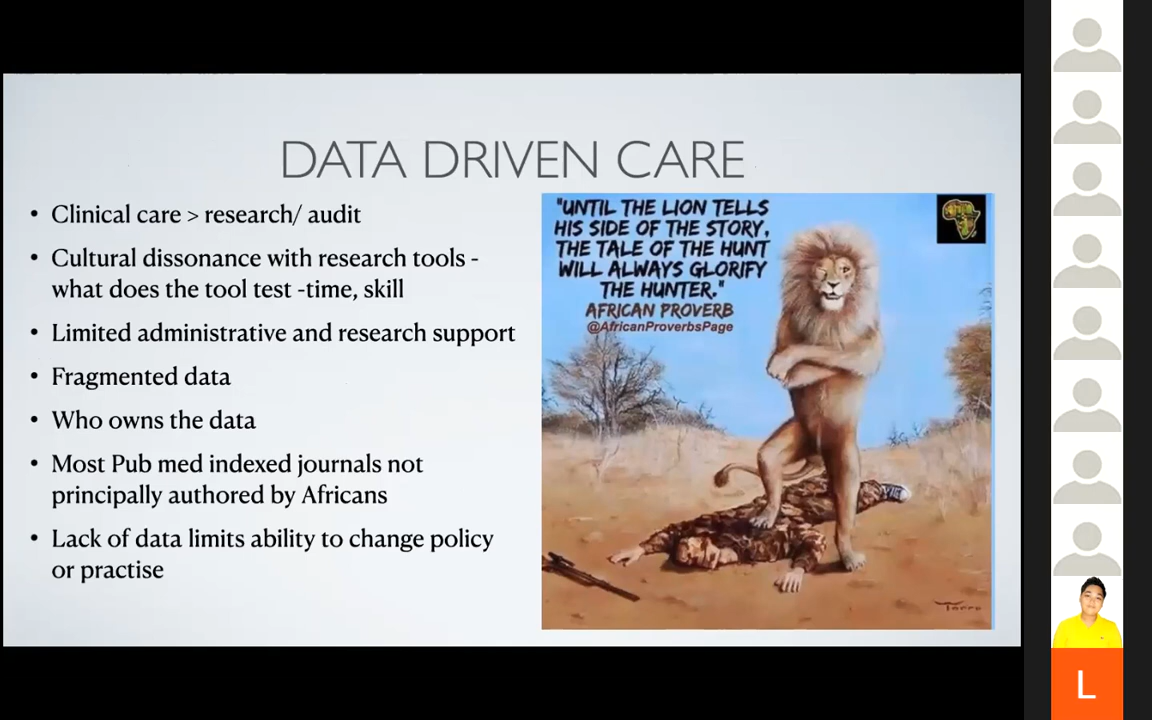 DATA DRIVEN CARE
• Clinical care > research/ audit
• Cultural dissonance with research tools -
what does the tool test -time, skill
• Limited administrative and research support
• Fragmented data
• Who owns the data
• Most Pub med indexed journals not
principally authored by Africans
• Lack of data limits ability to change policy
or practise
"UNTIL THE LION TELLS
HIS SIDE OF THE STORY,
THE TALE OF THE HUNT
WILL ALWAYS GLORIFY
THE HUNTER."
AFRICAN PROVERB
@AfricanProverbsPage
L